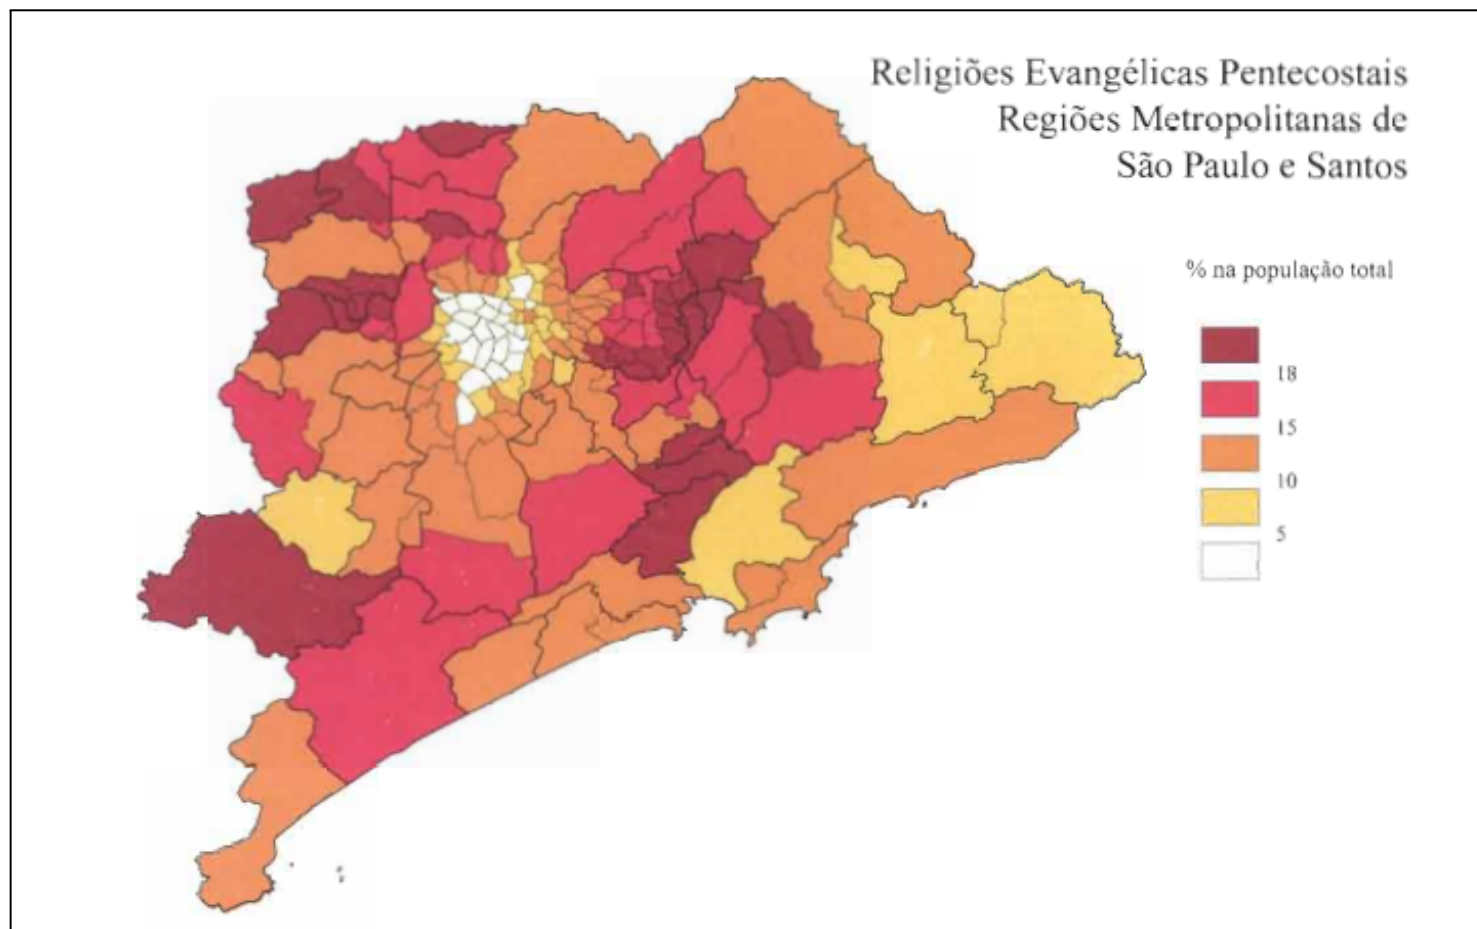 Religiões Evangélicas Pentecostais
Regiões Metropolitanas de
São Paulo e Santos
% na população total
18
15
10
5